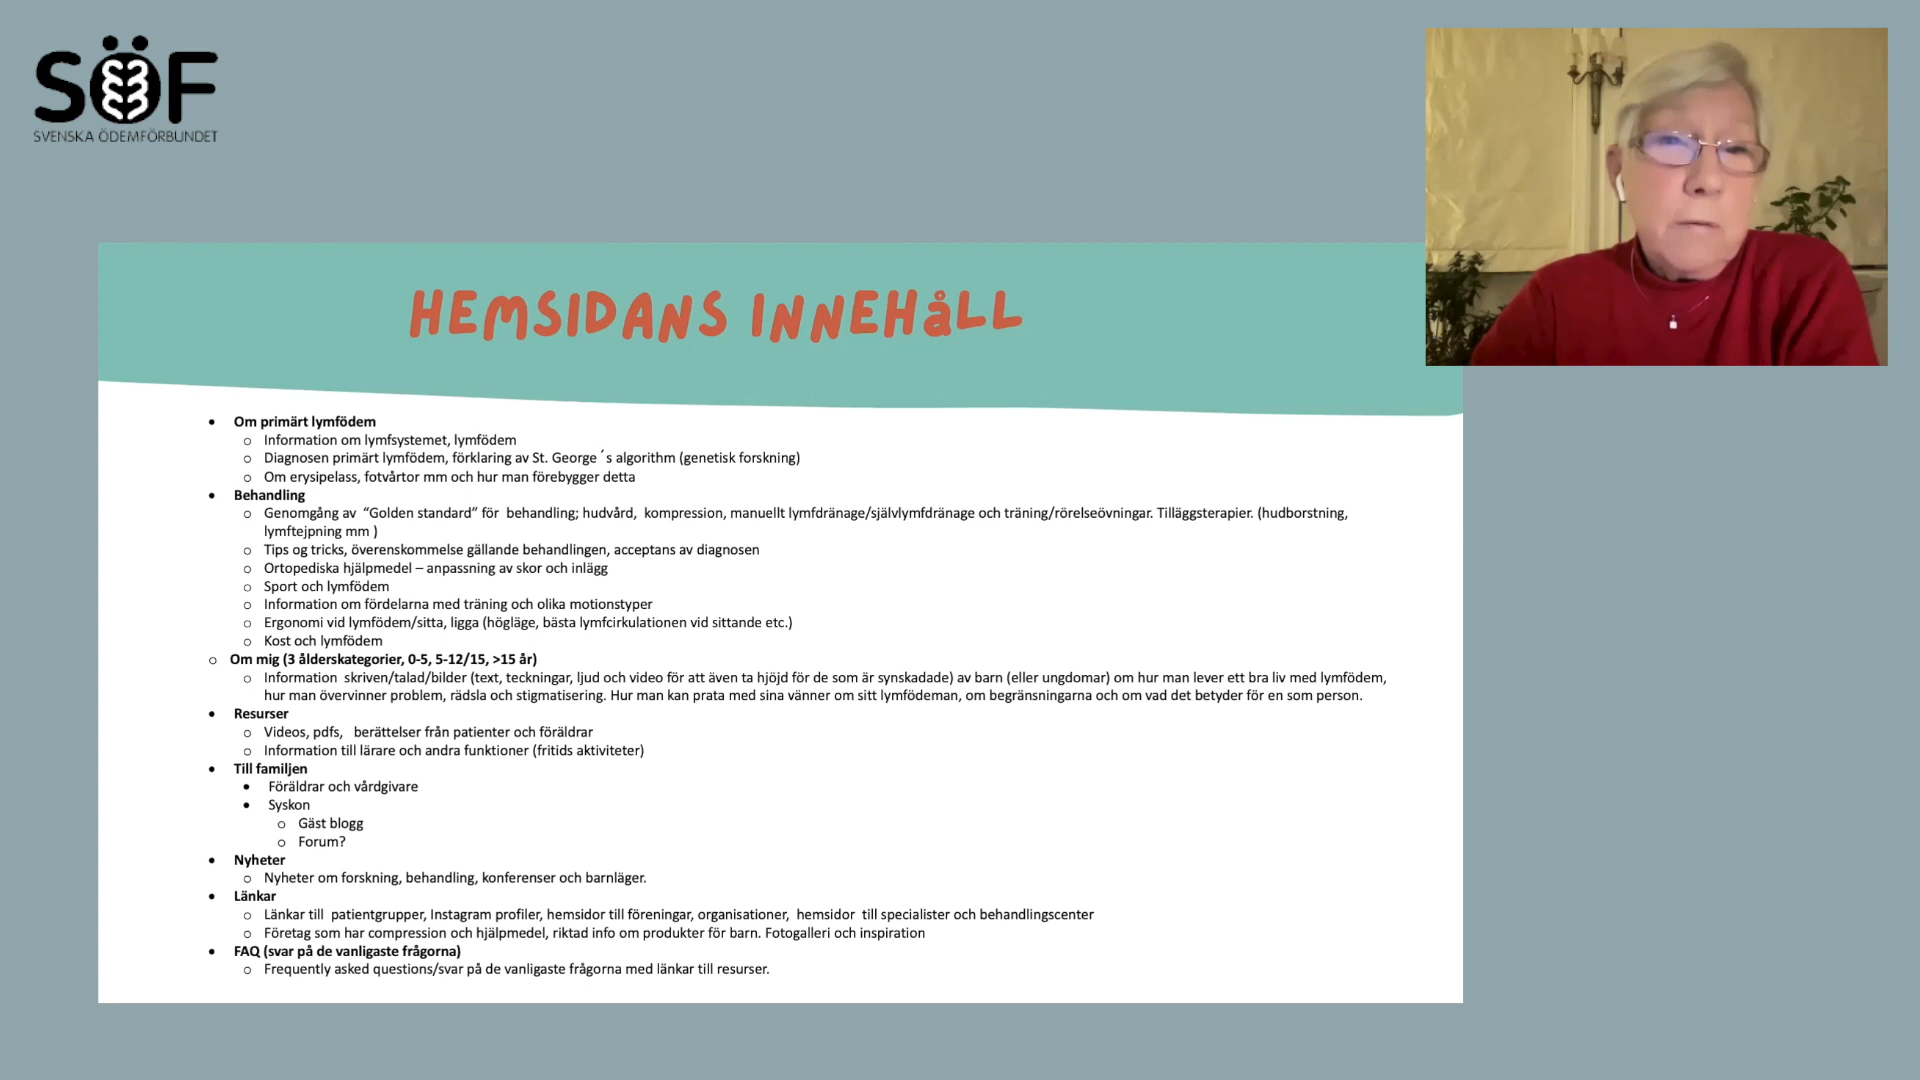 SÖF
SVENSKA ÖDEMFÖRBUNDET
HEMSIDANS INNEHåLL
• Om primärt lymfödem
o Information om lymfsystemet, lymfödem
o Diagnosen primärt lymfödem, förklaring av St. George ´s algorithm (genetisk forskning)
o Om erysipelass, fotvårtor mm och hur man förebygger detta
• Behandling
o Genomgång av “Golden standard” för behandling; hudvård, kompression, manuellt lymfdränage/självlymfdränage och träning/rörelseövningar. Tilläggsterapier. (hudborstning,
lymftejpning mm )
o Tips og tricks, överenskommelse gällande behandlingen, acceptans av diagnosen
o Ortopediska hjälpmedel – anpassning av skor och inlägg
o Sport och lymfödem
o Information om fördelarna med träning och olika motionstyper
o Ergonomi vid lymfödem/sitta, ligga (högläge, bästa lymfcirkulationen vid sittande etc.)
o Kost och lymfödem
o Om mig (3 ålderskategorier, 0-5, 5-12/15, >15 år)
o Information skriven/talad/bilder (text, teckningar, ljud och video för att även ta hjöjd för de som är synskadade) av barn (eller ungdomar) om hur man lever ett bra liv med lymfödem,
hur man övervinner problem, rädsla och stigmatisering. Hur man kan prata med sina vänner om sitt lymfödeman, om begränsningarna och om vad det betyder för en som person.
• Resurser
o Videos, pdfs, berättelser från patienter och föräldrar
o Information till lärare och andra funktioner (fritids aktiviteter)
• Till familjen
• Föräldrar och vårdgivare
• Syskon
o Gäst blogg
o Forum?
• Nyheter
o Nyheter om forskning, behandling, konferenser och barnläger.
• Länkar
o Länkar till patientgrupper, Instagram profiler, hemsidor till föreningar, organisationer, hemsidor till specialister och behandlingscenter
o Företag som har compression och hjälpmedel, riktad info om produkter för barn. Fotogalleri och inspiration
• FAQ (svar på de vanligaste frågorna)
o Frequently asked questions/svar på de vanligaste frågorna med länkar till resurser.